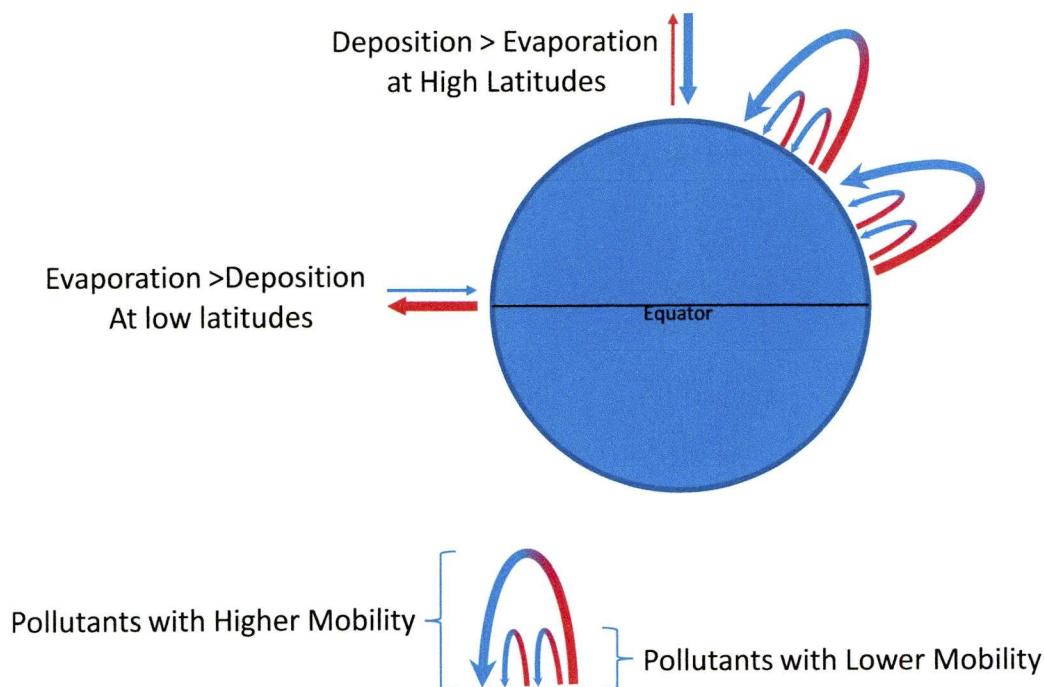 Deposition > Evaporation
at High Latitudes
Evaporation >Deposition
At low latitudes
Equator
Pollutants with Higher Mobility
Pollutants with Lower Mobility